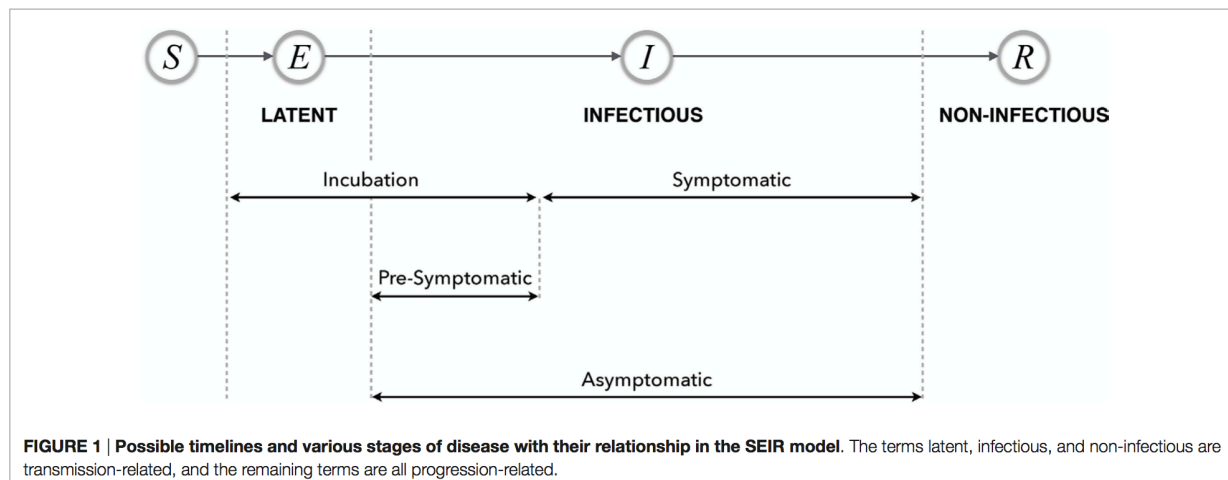 S E I R
LATENT INFECTIOUS NON-INFECTIOUS
Incubation Symptomatic
Pre-Symptomatic
Asymptomatic
FIGURE 1 | Possible timelines and various stages of disease with their relationship in the SEIR model. The terms latent, infectious, and non-infectious are
transmission-related, and the remaining terms are all progression-related.